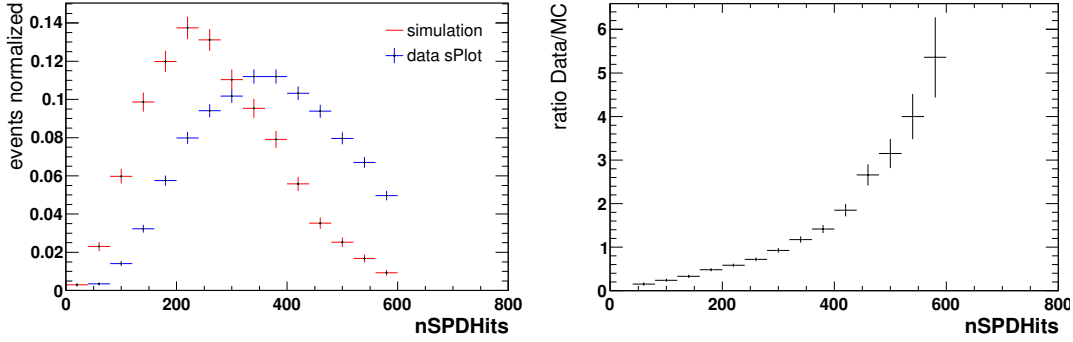 events normalized
0.14
0.12
0.1
0.08
0.06
0.04
0.02
0
simulation
data sPlot
0 200 400 600 800
nSPDHits
ratio Data/MC
6
5
4
3
2
1
0
0 200 400 600 800
nSPDHits